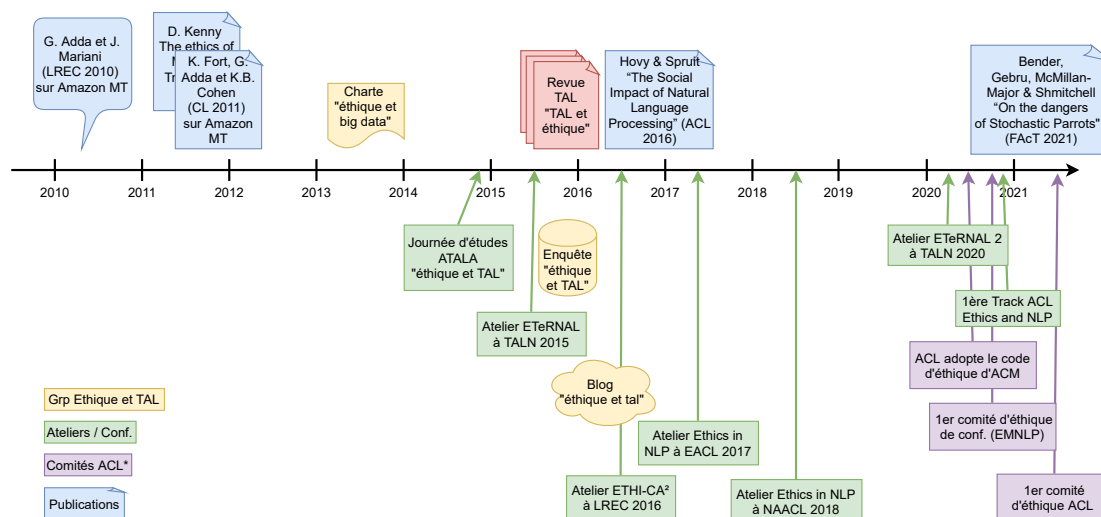 G. Adda et J.
Mariani
(LREC 2010)
sur Amazon MT
D. Kenny
The ethics of
M
Tr
K. Fort, G.
Adda et K.B.
Cohen
(CL 2011)
sur Amazon
MT
Charte
"éthique et
big data"
Revue
TAL
"TAL et
éthique"
Hovy & Spruit
“The Social
Impact of Natural
Language
Processing” (ACL
2016)
Bender,
Gebru, McMillan-
Major & Shmitchell
“On the dangers
of Stochastic Parrots"
(FAcT 2021)
2010 2011 2012 2013 2014 2015 2016 2017 2018 2019 2020 2021
Journée d'études
ATALA
"éthique et TAL"
Enquête
"éthique
et TAL"
Atelier ETeRNAL 2
à TALN 2020
Atelier ETeRNAL
à TALN 2015
1ère Track ACL
Ethics and NLP
ACL adopte le code
d'éthique d'ACM
Blog
"éthique et tal"
1er comité d'éthique
de conf. (EMNLP)
Atelier Ethics in
NLP à EACL 2017
Atelier ETHI-CA²
à LREC 2016
Atelier Ethics in NLP
à NAACL 2018
1er comité
d'éthique ACL
Grp Ethique et TAL
Ateliers / Conf.
Comités ACL*
Publications